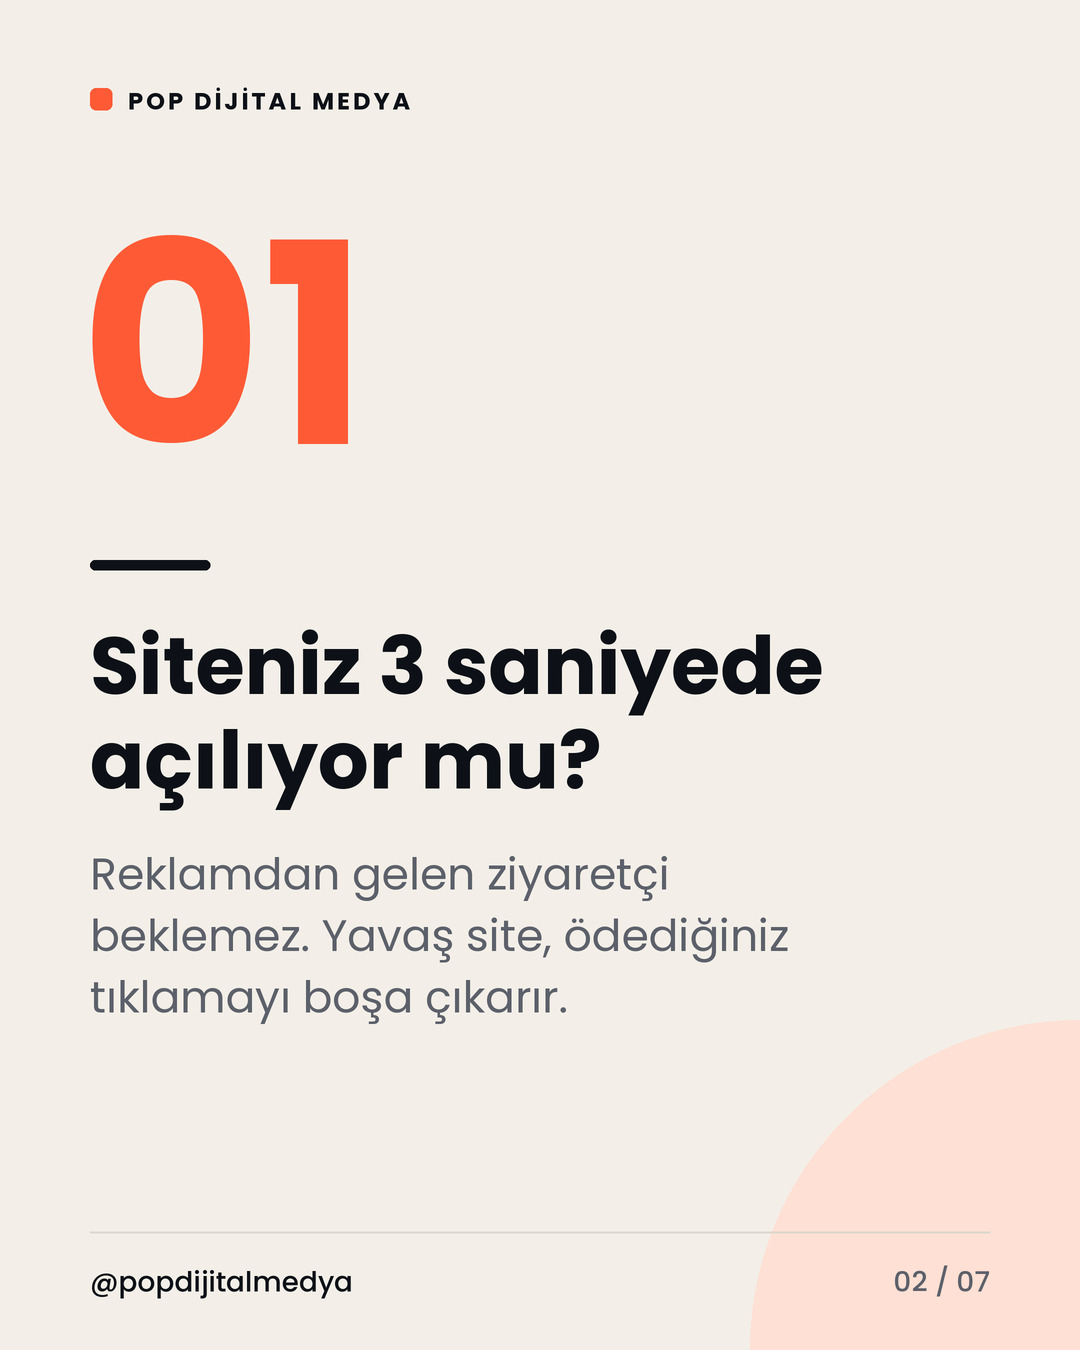 POP DİJİTAL MEDYA
01
Siteniz 3 saniyede
açılıyor mu?
Reklamdan gelen ziyaretçi
beklemez. Yavaş site, ödediğiniz
tıklamayı boşa çıkarır.
@popdijitalmedya
02 / 07